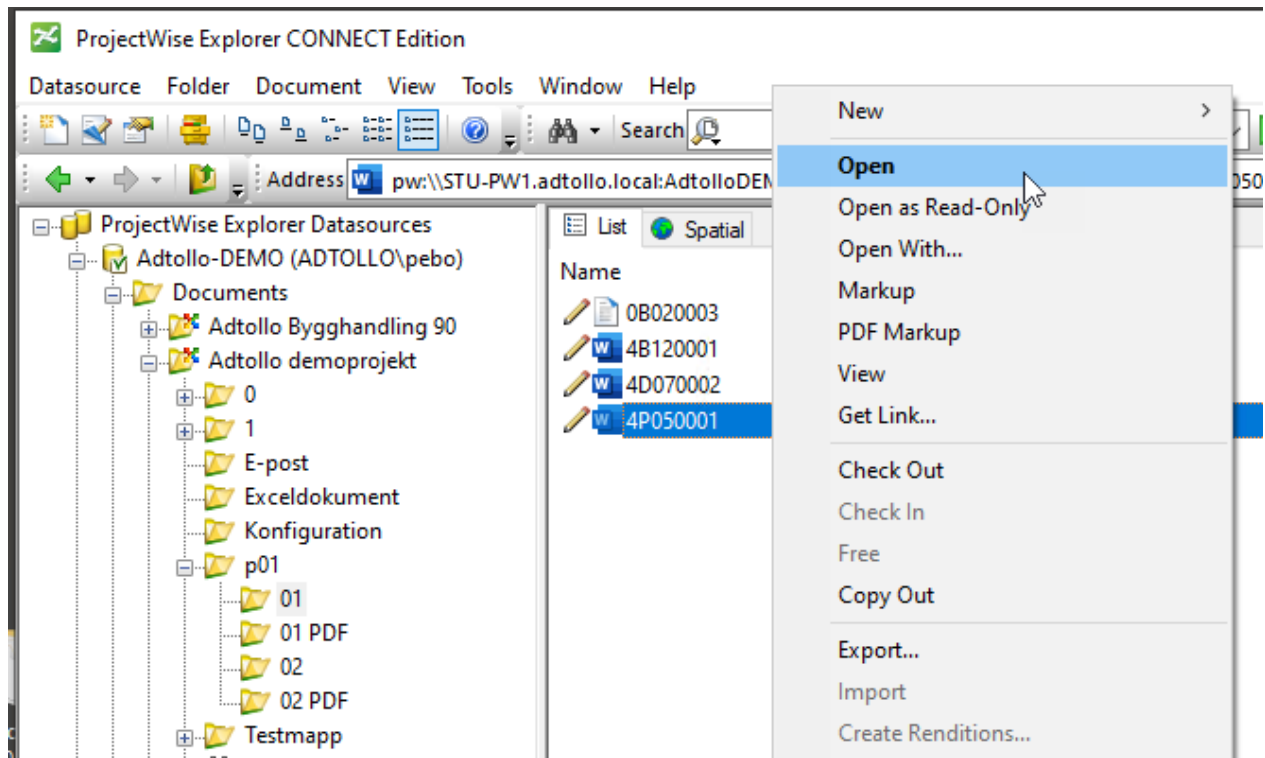 ProjectWise Explorer CONNECT Edition
Datasource Folder Document View Tools Window Help
Search
Address pw:\\STU-PW1.adtollo.local:AdtolloDEM
ProjectWise Explorer Datasources
Adtollo-DEMO (ADTOLLO\pebo)
Documents
Adtollo Bygghandling 90
Adtollo demoprojekt
0
1
E-post
Exceldokument
Konfiguration
p01
01
01 PDF
02
02 PDF
Testmapp
List Spatial
Name
0B020003
4B120001
4D070002
4P050001
New
Open
Open as Read-Only
Open With...
Markup
PDF Markup
View
Get Link...
Check Out
Check In
Free
Copy Out
Export...
Import
Create Renditions...